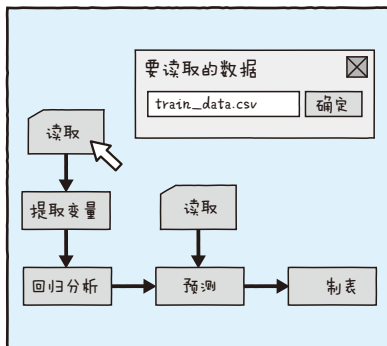 要读取的数据
train_data.csv 确定
读取
提取变量 读取
回归分析 预测 制表